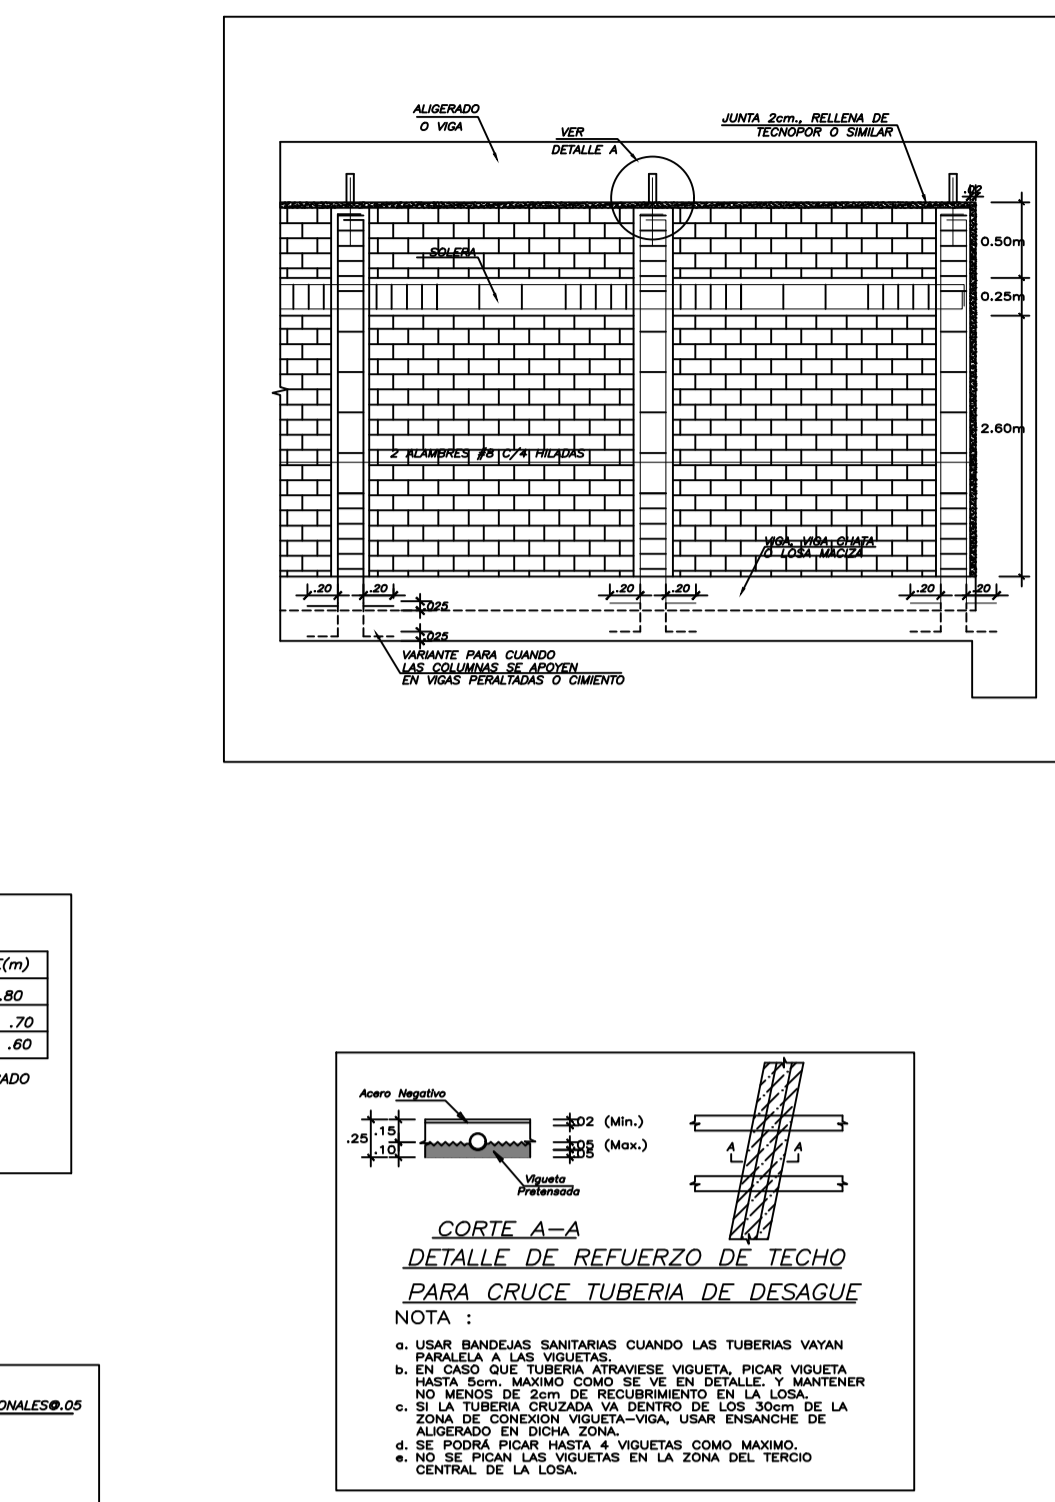 ALIGERADO
O VIGA
VER
DETALLE A
JUNTA 2cm., RELLENA DE
TECNOPOR O SIMILAR
.02
0.50m
SOLERA
0.25m
2.60m
2 ALAMBRES #8 C/4 HILADAS
VIGA, VIGA CHATA
O LOSA MACIZA
.20 .20 .20 .20 .20 .20
.025
.025
VARIANTE PARA CUANDO
LAS COLUMNAS SE APOYEN
EN VIGAS PERALTADAS O CIMIENTO
(m)
.80
.70
.60
ADO
ONALES@.05
Acero Negativo
.02 (Min.)
.25 .15
.05 (Max.)
.10 .05
A A
Vigueta
Pretensada
CORTE A-A
DETALLE DE REFUERZO DE TECHO
PARA CRUCE TUBERIA DE DESAGUE
NOTA :
a. USAR BANDEJAS SANITARIAS CUANDO LAS TUBERIAS VAYAN
PARALELA A LAS VIGUETAS.
b. EN CASO QUE TUBERIA ATRAVIESE VIGUETA, PICAR VIGUETA
HASTA 5cm. MAXIMO COMO SE VE EN DETALLE. Y MANTENER
NO MENOS DE 2cm DE RECUBRIMIENTO EN LA LOSA.
c. SI LA TUBERIA CRUZADA VA DENTRO DE LOS 30cm DE LA
ZONA DE CONEXION VIGUETA-VIGA, USAR ENSANCHE DE
ALIGERADO EN DICHA ZONA.
d. SE PODRÁ PICAR HASTA 4 VIGUETAS COMO MAXIMO.
e. NO SE PICAN LAS VIGUETAS EN LA ZONA DEL TERCIO
CENTRAL DE LA LOSA.